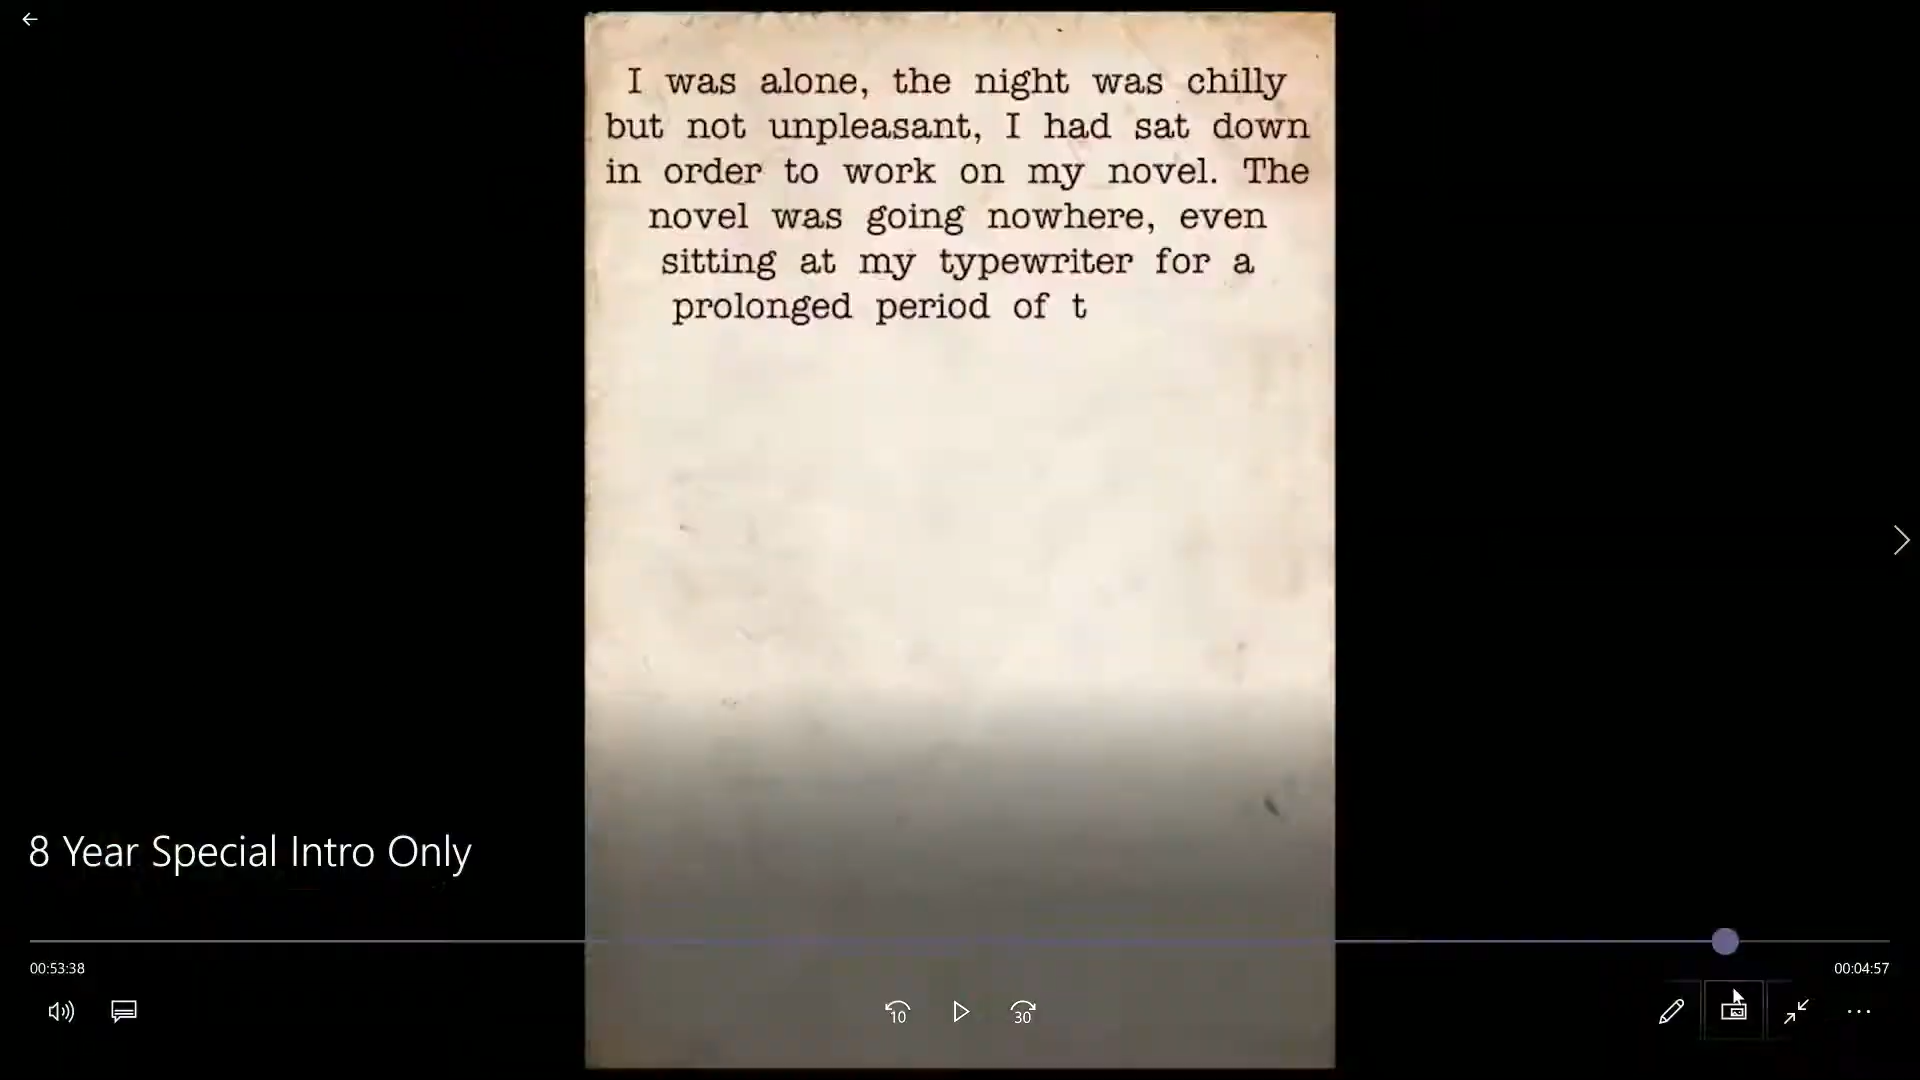 I was alone, the night was chilly
but not unpleasant, I had sat down
in order to work on my novel. The
novel was going nowhere, even
sitting at my typewriter for a
prolonged period of t
8 Year Special Intro Only
00:53:38
00:04:57
10
30